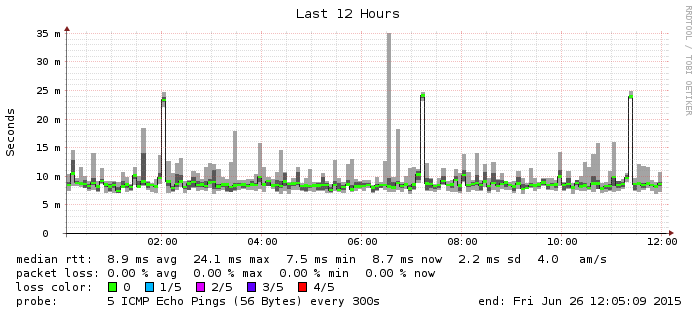 Last 12 Hours
RRDTOOL / TOBI OETIKER
Seconds
35 m
30 m
25 m
20 m
15 m
10 m
5 m
0
02:00 04:00 06:00 08:00 10:00 12:00
median rtt: 8.9 ms avg 24.1 ms max 7.5 ms min 8.7 ms now 2.2 ms sd 4.0 am/s
packet loss: 0.00 % avg 0.00 % max 0.00 % min 0.00 % now
loss color: 0 1/5 2/5 3/5 4/5
probe: 5 ICMP Echo Pings (56 Bytes) every 300s end: Fri Jun 26 12:05:09 2015